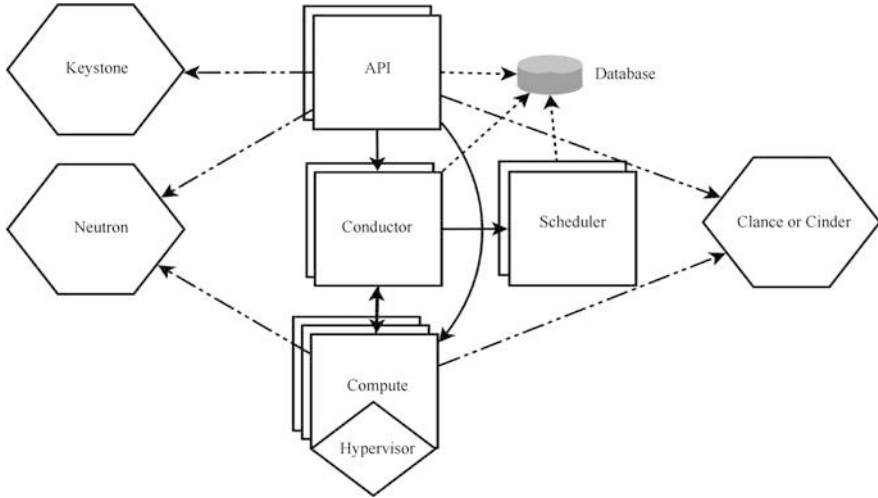 Keystone
API
Database
Neutron
Conductor
Scheduler
Clance or Cinder
Compute
Hypervisor